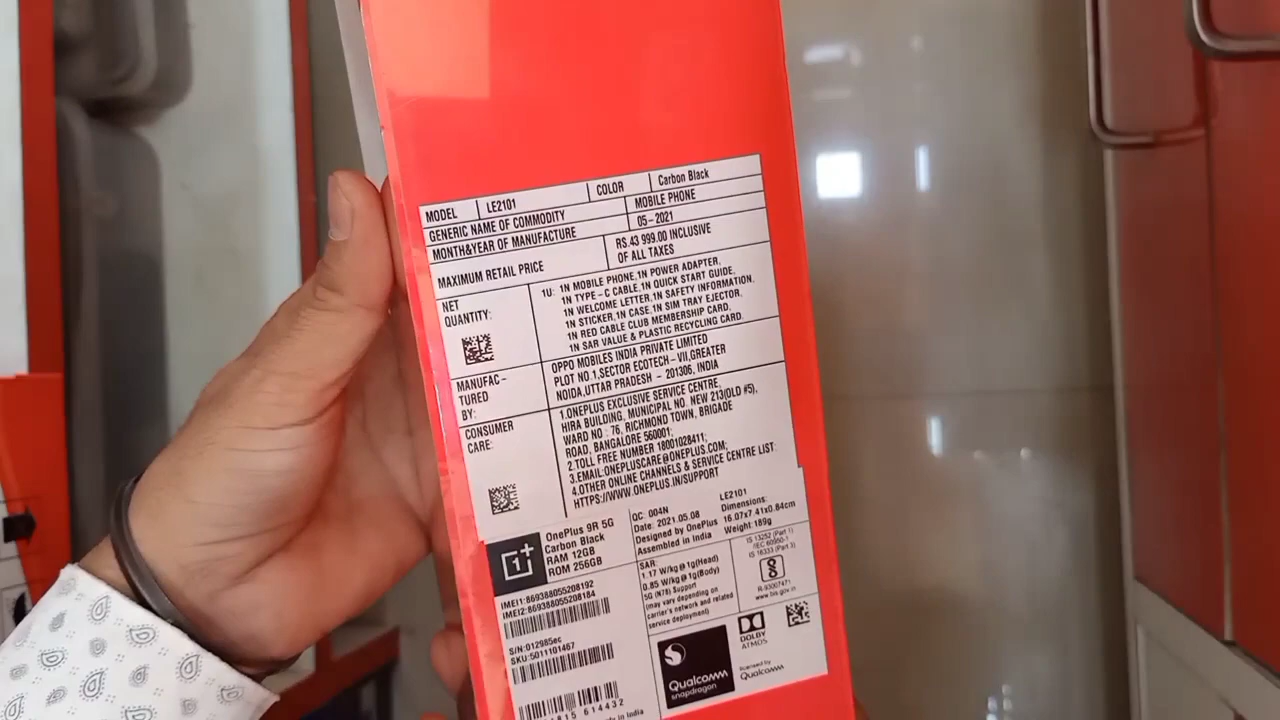 MODEL LE2101 COLOR Carbon Black
GENERIC NAME OF COMMODITY MOBILE PHONE
MONTH&YEAR OF MANUFACTURE 05-2021
MAXIMUM RETAIL PRICE RS.43 999.00 INCLUSIVE
OF ALL TAXES
NET
QUANTITY:
1U: 1N MOBILE PHONE,1N POWER ADAPTER,
1N TYPE-C CABLE,1N QUICK START GUIDE,
1N WELCOME LETTER,1N SAFETY INFORMATION,
1N STICKER,1N CASE,1N SIM TRAY EJECTOR,
1N RED CABLE CLUB MEMBERSHIP CARD,
1N SAR VALUE & PLASTIC RECYCLING CARD.
MANUFAC-
TURED
BY:
OPPO MOBILES INDIA PRIVATE LIMITED
PLOT NO 1,SECTOR ECOTECH-VII,GREATER
NOIDA,UTTAR PRADESH - 201306, INDIA
CONSUMER
CARE:
1.ONEPLUS EXCLUSIVE SERVICE CENTRE,
HIRA BUILDING, MUNICIPAL NO. NEW 213(OLD #5),
WARD NO : 76, RICHMOND TOWN, BRIGADE
ROAD, BANGALORE 560001;
2.TOLL FREE NUMBER 18001028411;
3.EMAIL:ONEPLUSCARE@ONEPLUS.COM;
4.OTHER ONLINE CHANNELS & SERVICE CENTRE LIST:
HTTPS://WWW.ONEPLUS.IN/SUPPORT
OnePlus 9R 5G
Carbon Black
RAM 12GB
ROM 256GB
QC: 004N
Date: 2021.05.08
Designed by OnePlus
Assembled in India
LE2101
Dimensions:
16.07x7.41x0.84cm
Weight:189g
IMEI1:869388055208192
IMEI2:869388055208184
S/N:012985ec
SKU:5011101467
615 614432
in India
SAR:
1.17 W/kg@1g(Head)
0.85 W/kg@1g(Body)
5G (N78) Support
(may vary depending on
carrier's network and related
service deployment)
IS 13252 (Part 1)
/IEC 60950-1
IS 16333 (Part 3)
R-93007471
www.bis.gov.in
Qualcomm
snapdragon
DOLBY
ATMOS
licensed by
Qualcomm